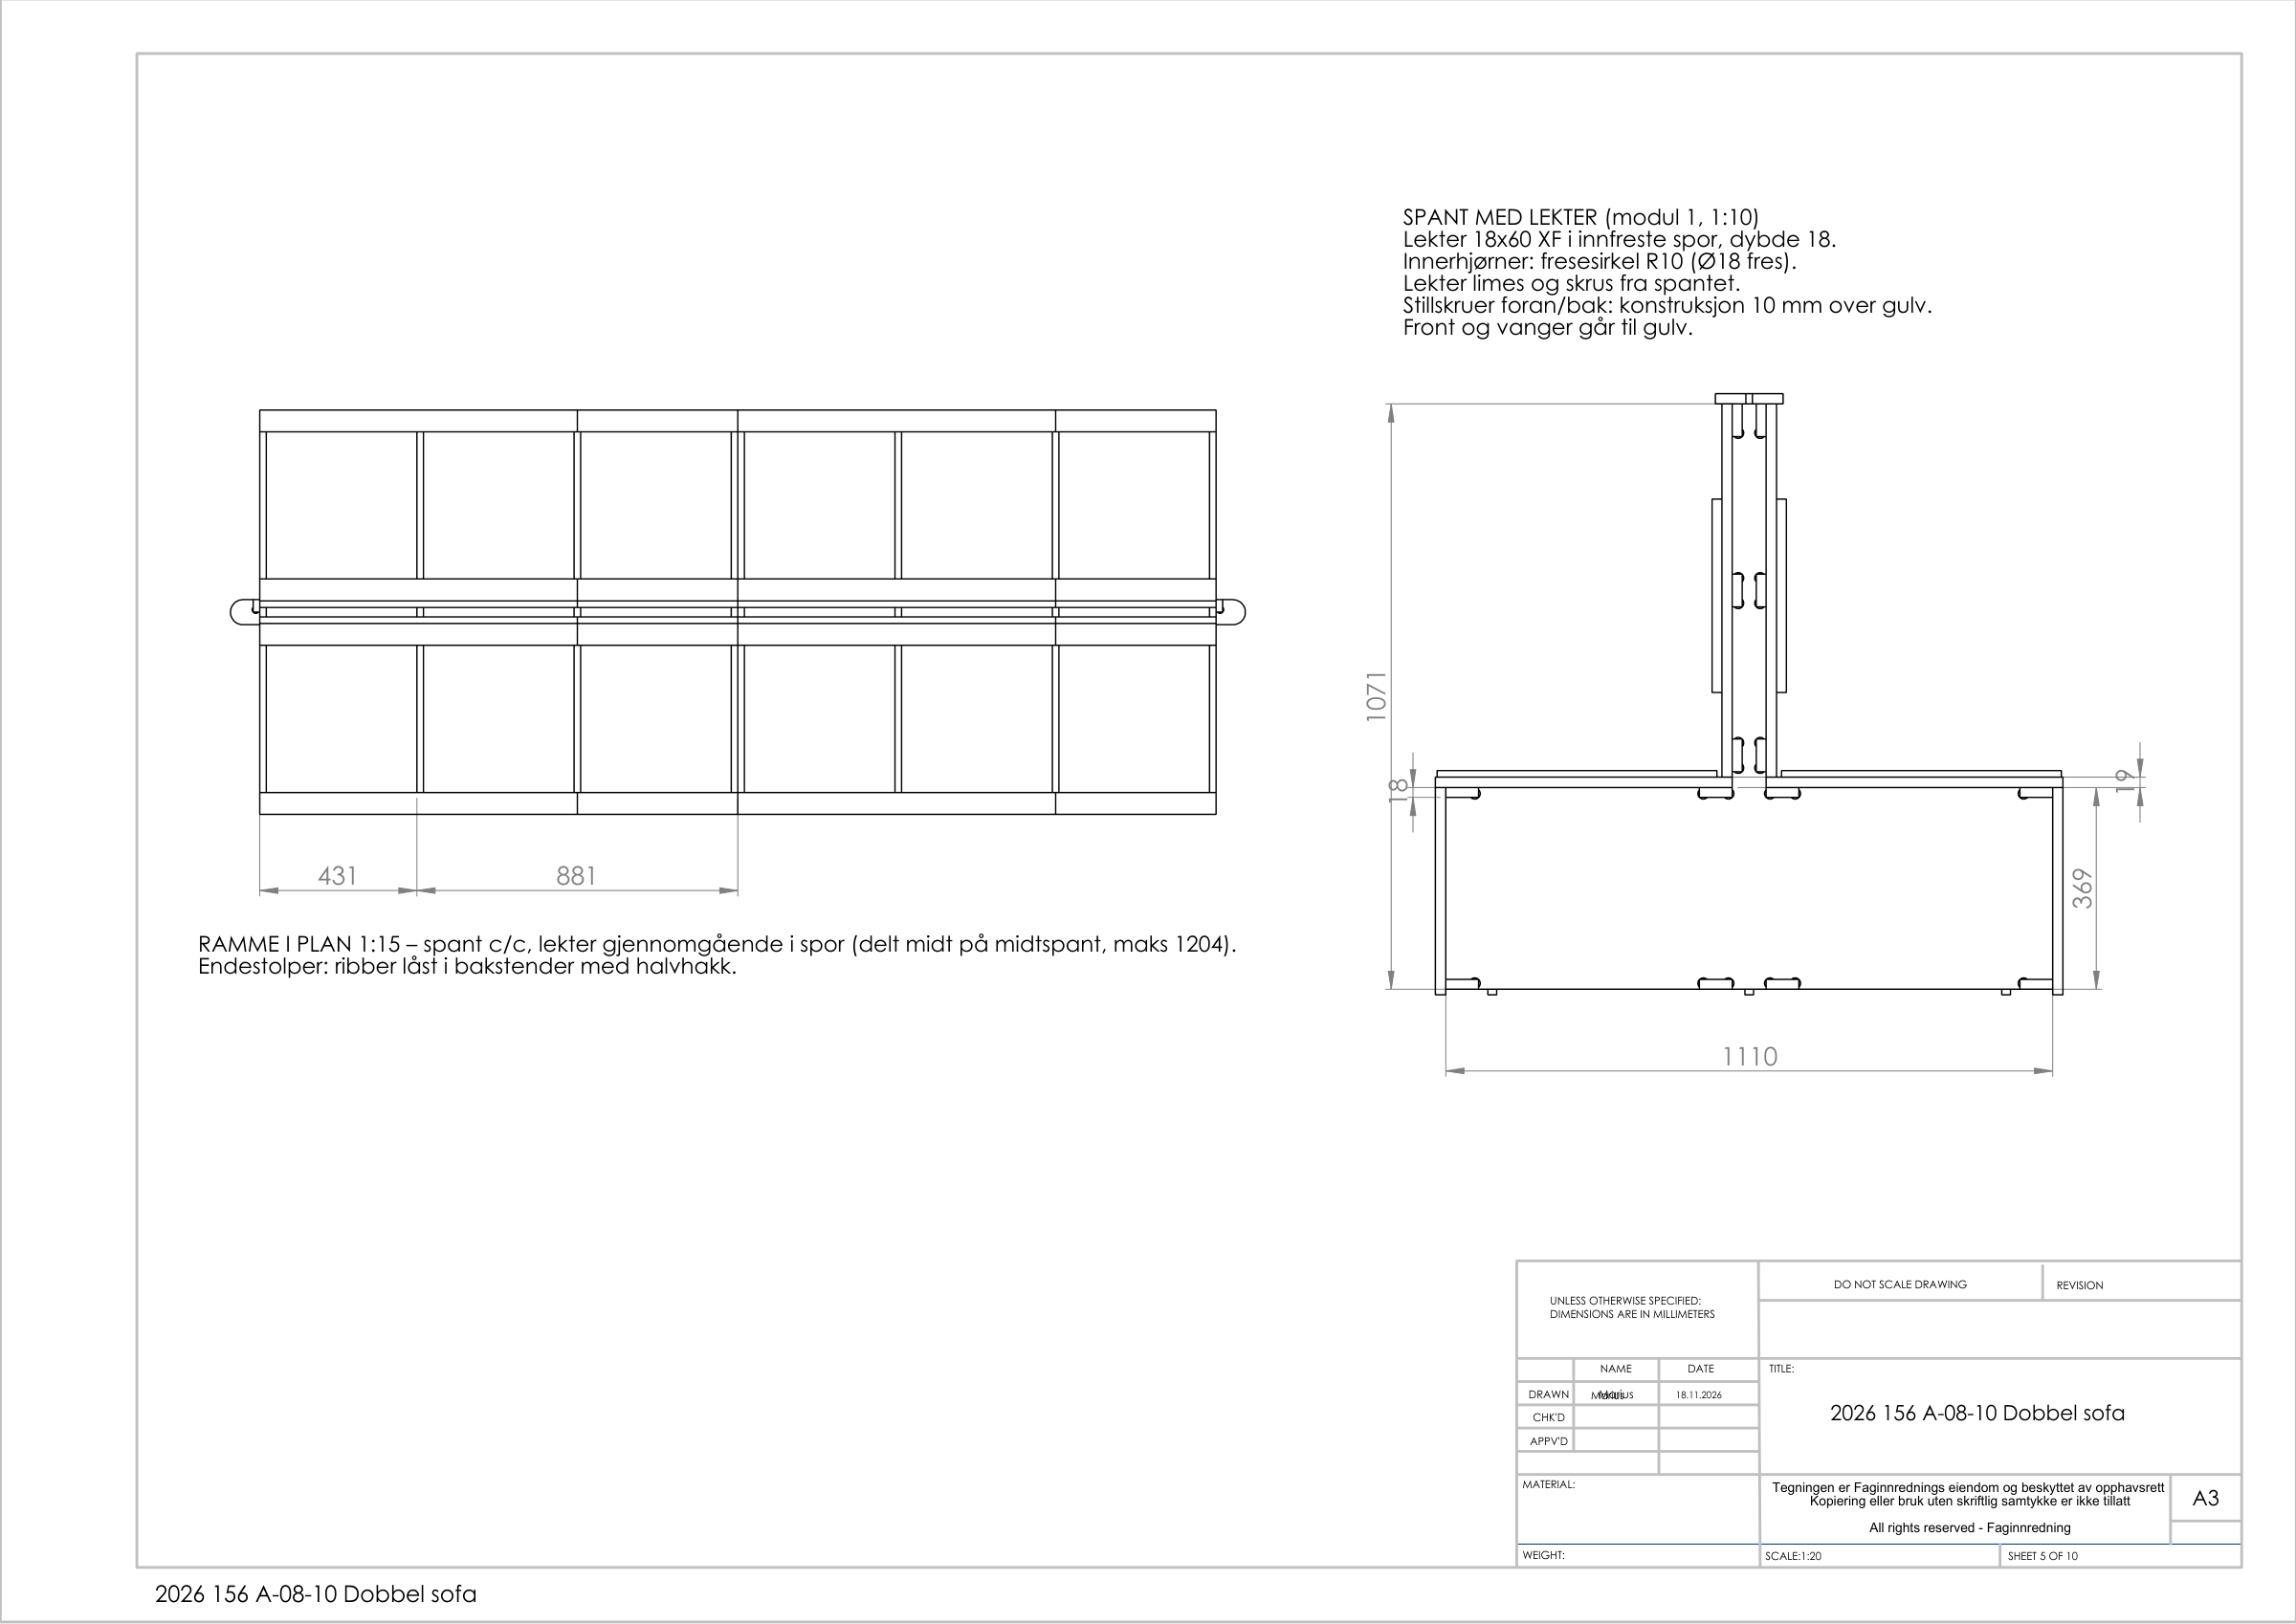 SPANT MED LEKTER (modul 1, 1:10)
Lekter 18x60 XF i innfreste spor, dybde 18.
Innerhjørner: fresesirkel R10 (Ø18 fres).
Lekter limes og skrus fra spantet.
Stillskruer foran/bak: konstruksjon 10 mm over gulv.
Front og vanger går til gulv.
1071
18
19
369
1110
431
881
RAMME I PLAN 1:15 – spant c/c, lekter gjennomgående i spor (delt midt på midtspant, maks 1204).
Endestolper: ribber låst i bakstender med halvhakk.
UNLESS OTHERWISE SPECIFIED:
DIMENSIONS ARE IN MILLIMETERS
DO NOT SCALE DRAWING
REVISION
NAME
DATE
TITLE:
DRAWN
Marius
18.11.2026
CHK'D
APPV'D
2026 156 A-08-10 Dobbel sofa
MATERIAL:
Tegningen er Faginnrednings eiendom og beskyttet av opphavsrett
Kopiering eller bruk uten skriftlig samtykke er ikke tillatt
All rights reserved - Faginnredning
A3
WEIGHT:
SCALE:1:20
SHEET 5 OF 10
2026 156 A-08-10 Dobbel sofa